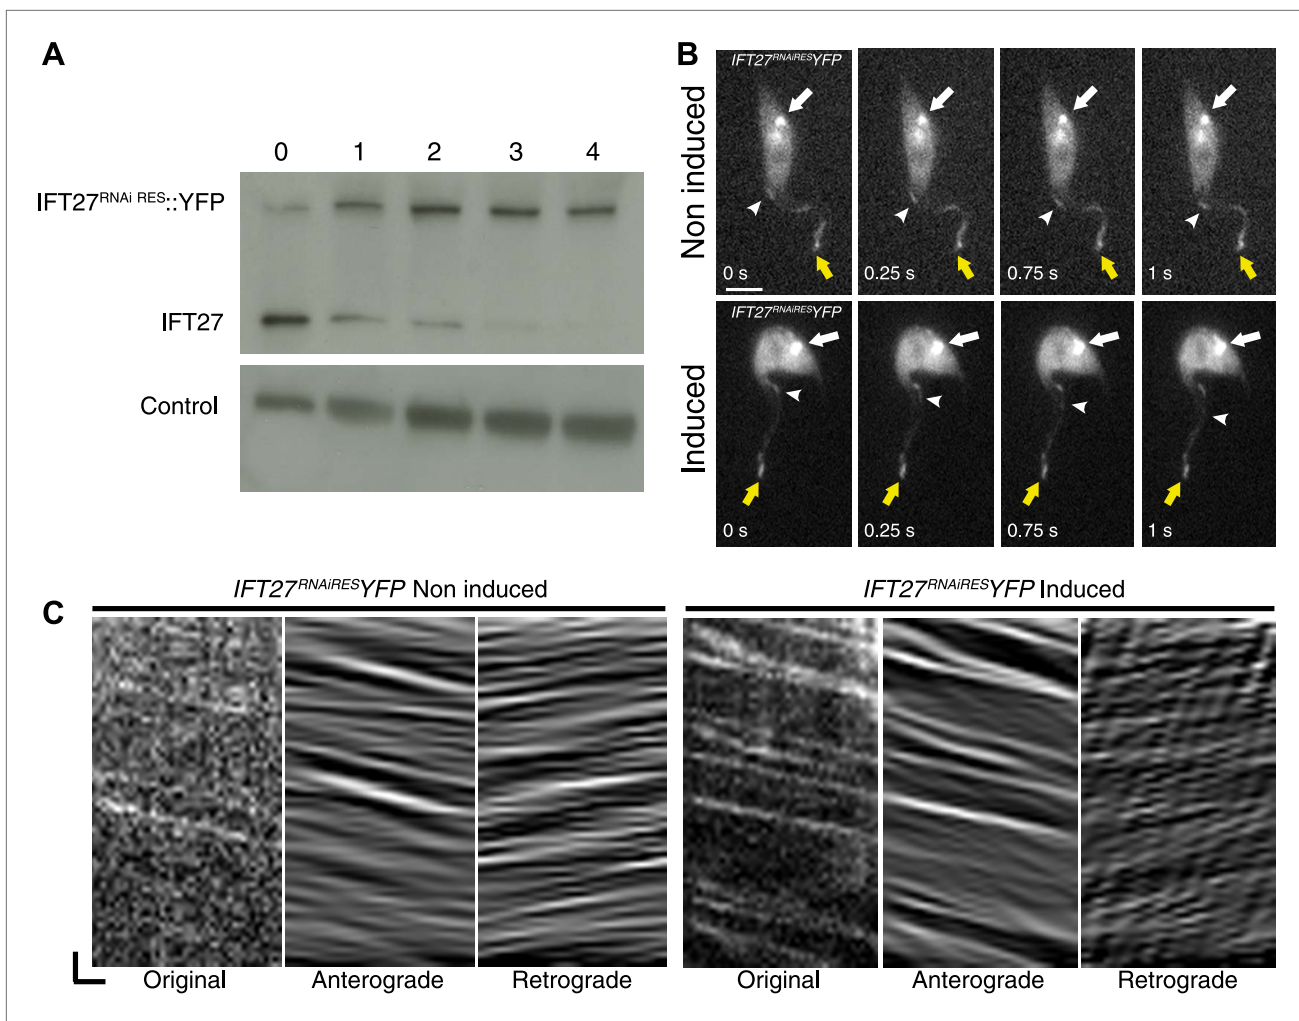 A
0 1 2 3 4
IFT27RNAi RES::YFP
IFT27
Control
B
Non induced
IFT27RNAiRESYFP
0 s
0.25 s
0.75 s
1 s
Induced
IFT27RNAiRESYFP
0 s
0.25 s
0.75 s
1 s
C
IFT27RNAiRESYFP Non induced
IFT27RNAiRESYFP Induced
Original
Anterograde
Retrograde
Original
Anterograde
Retrograde